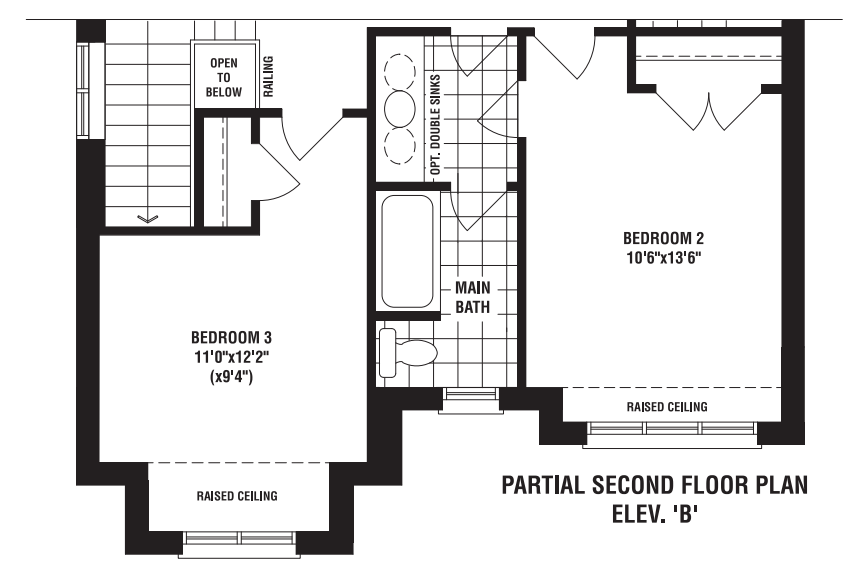 OPEN
TO
BELOW
RAILING
OPT. DOUBLE SINKS
BEDROOM 2
10'6"x13'6"
MAIN
BATH
BEDROOM 3
11'0"x12'2"
(x9'4")
RAISED CEILING
RAISED CEILING
PARTIAL SECOND FLOOR PLAN
ELEV. 'B'